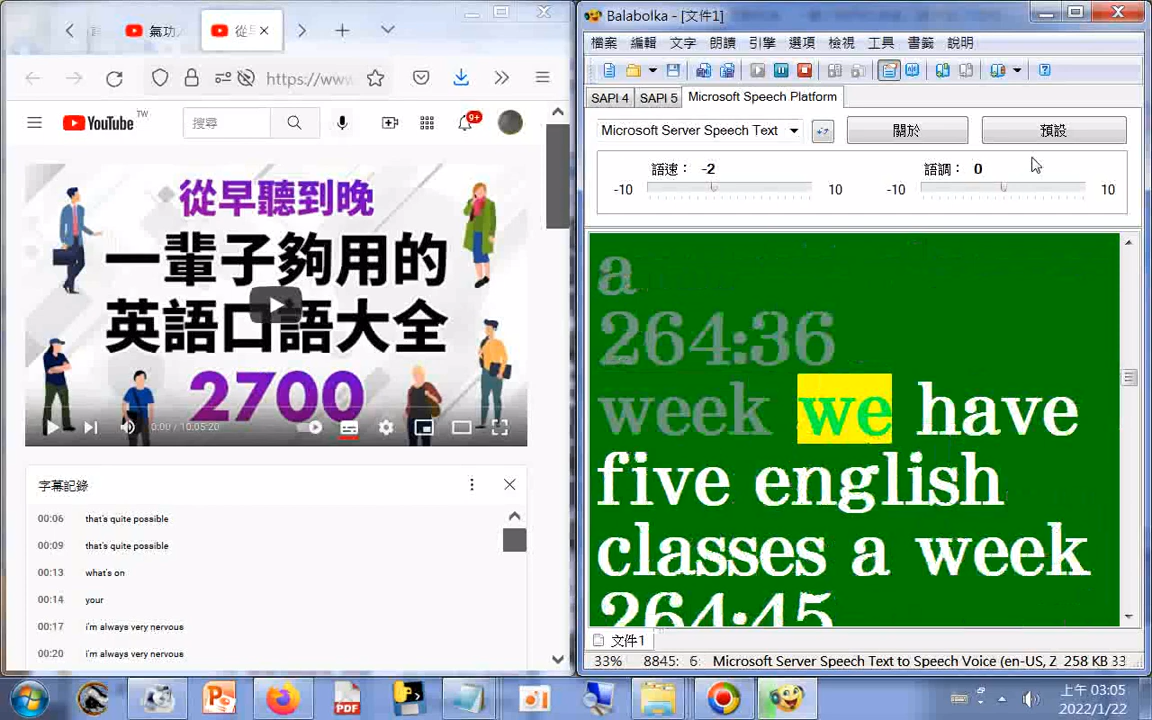 氣功
從
https://www
YouTube TW
搜尋
9+
從早聽到晚
一輩子夠用的
英語口語大全
2700
0:00 / 10:05:20
字幕記錄
00:06 that's quite possible
00:09 that's quite possible
00:13 what's on
00:14 your
00:17 i'm always very nervous
00:20 i'm always very nervous
Balabolka - [文件1]
檔案 編輯 文字 朗讀 引擎 選項 檢視 工具 書籤 說明
SAPI 4 SAPI 5 Microsoft Speech Platform
Microsoft Server Speech Text
關於
預設
語速： -2
-10 10
語調： 0
-10 10
a
264:36
week we have
five english
classes a week
264:45
文件1
33% 8845: 6 Microsoft Server Speech Text to Speech Voice (en-US, Z 258 KB 33
PDF
上午 03:05
2022/1/22